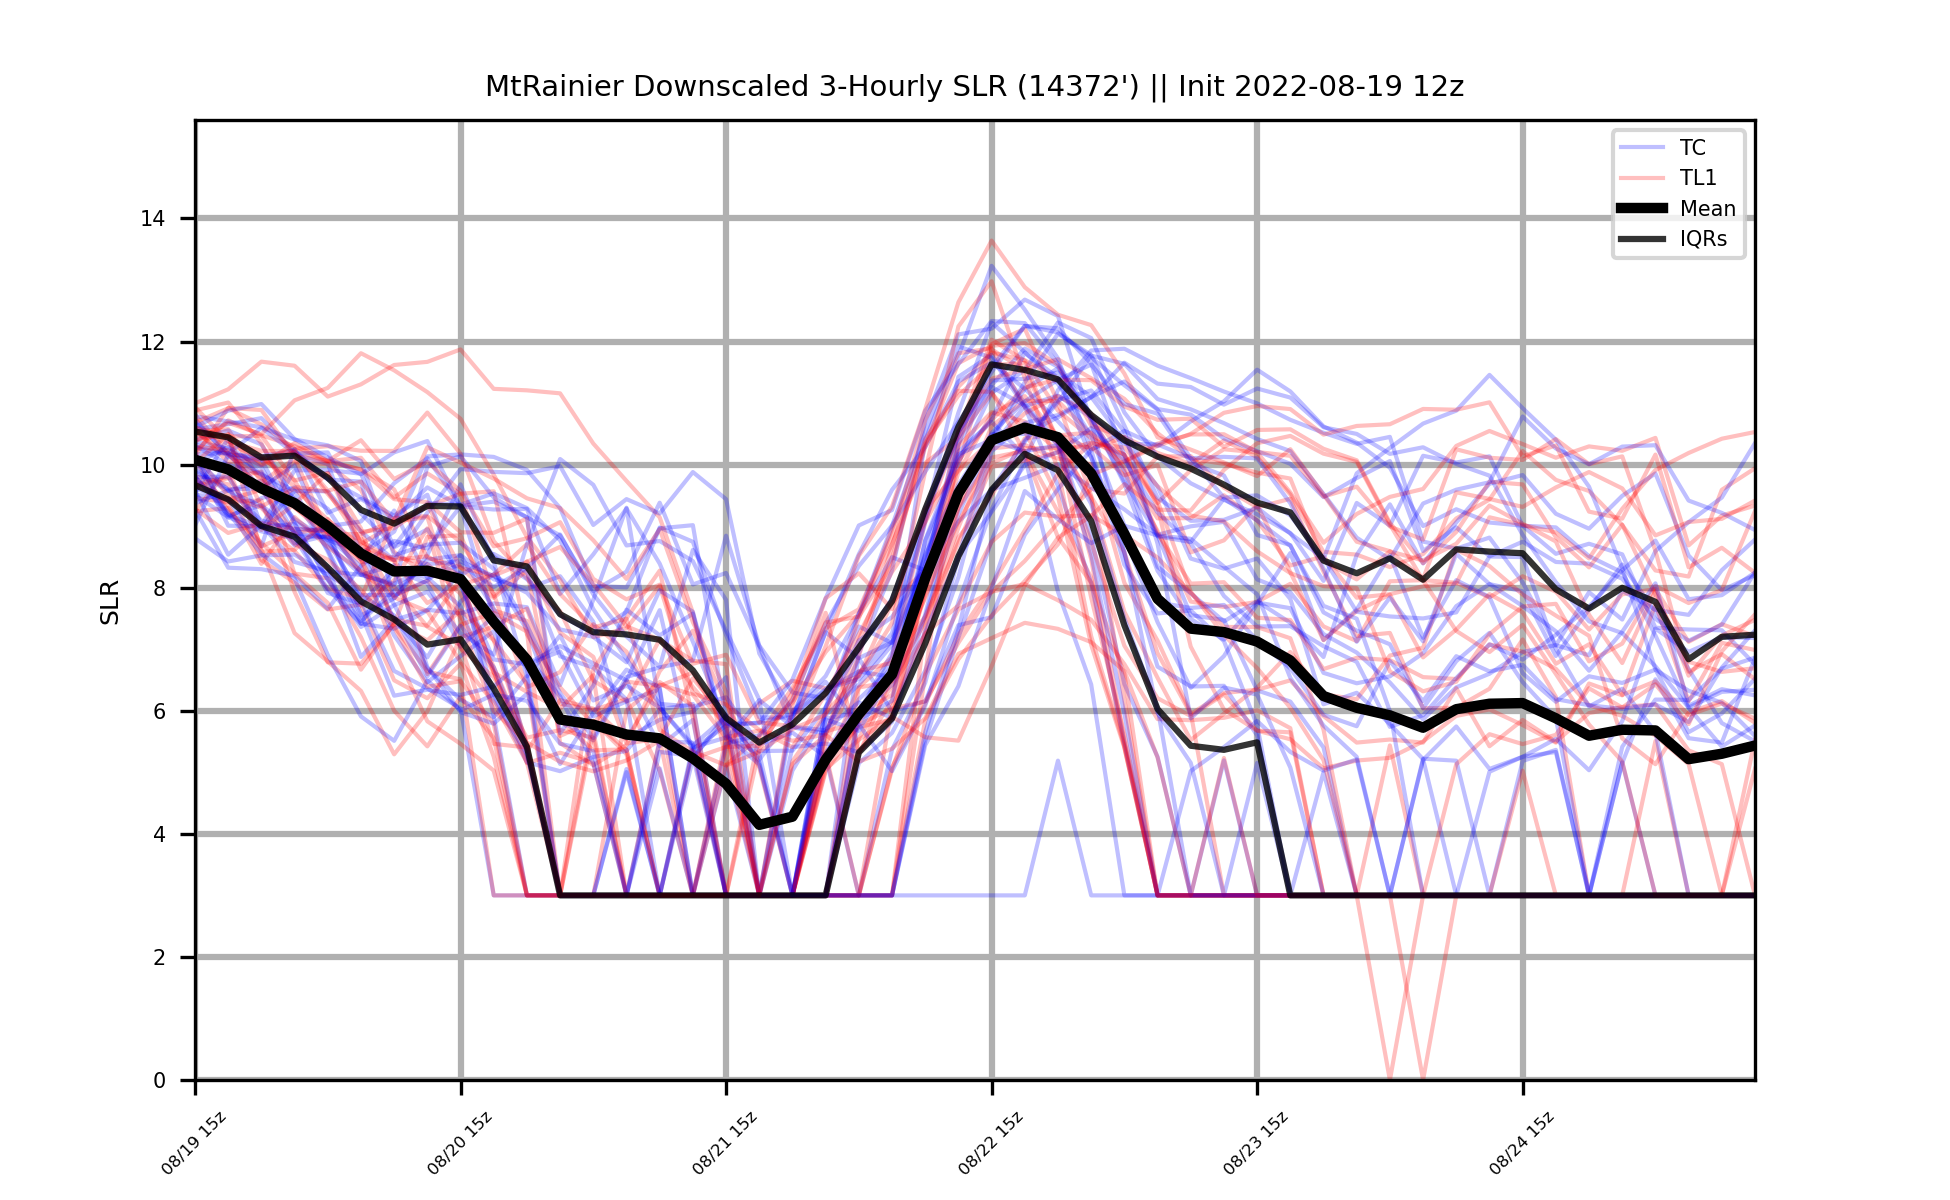 MtRainier Downscaled 3-Hourly SLR (14372') || Init 2022-08-19 12z
TC
TL1
Mean
IQRs
SLR
14
12
10
8
6
4
2
0
08/19 15z
08/20 15z
08/21 15z
08/22 15z
08/23 15z
08/24 15z